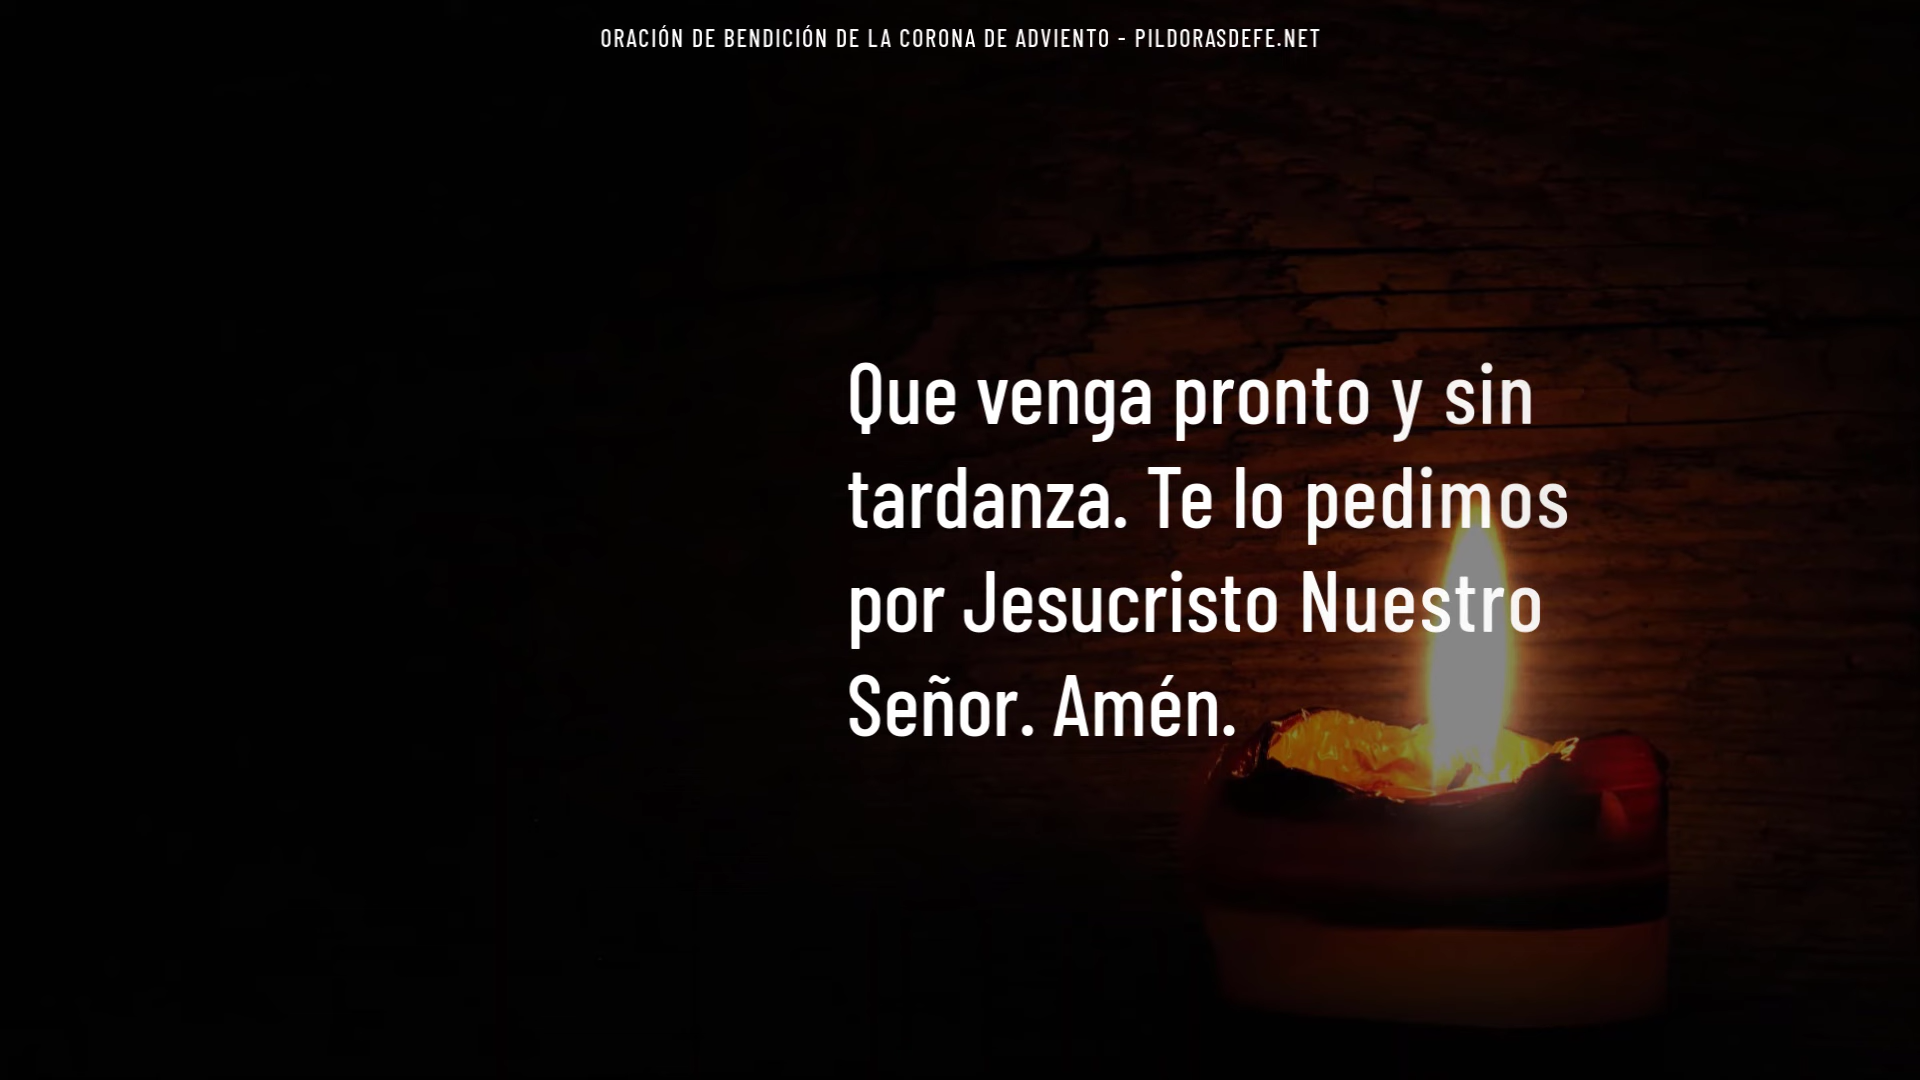 ORACIÓN DE BENDICIÓN DE LA CORONA DE ADVIENTO - PILDORASDEFE.NET
Que venga pronto y sin
tardanza. Te lo pedimos
por Jesucristo Nuestro
Señor. Amén.